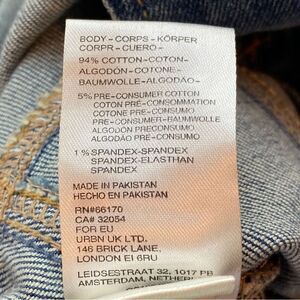 BODY - CORPS - KÖRPER
CORPR - CUERO -
94% COTTON - COTON -
ALGODÓN - COTONE -
BAUMWOLLE - ALGODÃO -
5% PRE-CONSUMER COTTON
COTON PRÉ-CONSOMMATION
COTONE PRE-CONSUMO
PRE-CONSUMER-BAUMWOLLE
ALGODÓN PRECONSUMO
ALGODÃO PRECONSUMO
1% SPANDEX-SPANDEX
SPANDEX-ELASTHAN
SPANDEX
MADE IN PAKISTAN
HECHO EN PAKISTAN
RN#66170
CA# 32054
FOR EU
URBN UK LTD.
146 BRICK LANE,
LONDON E1 6RU
LEIDSESTRAAT 32, 1017 PB
AMSTERDAM, NETHER